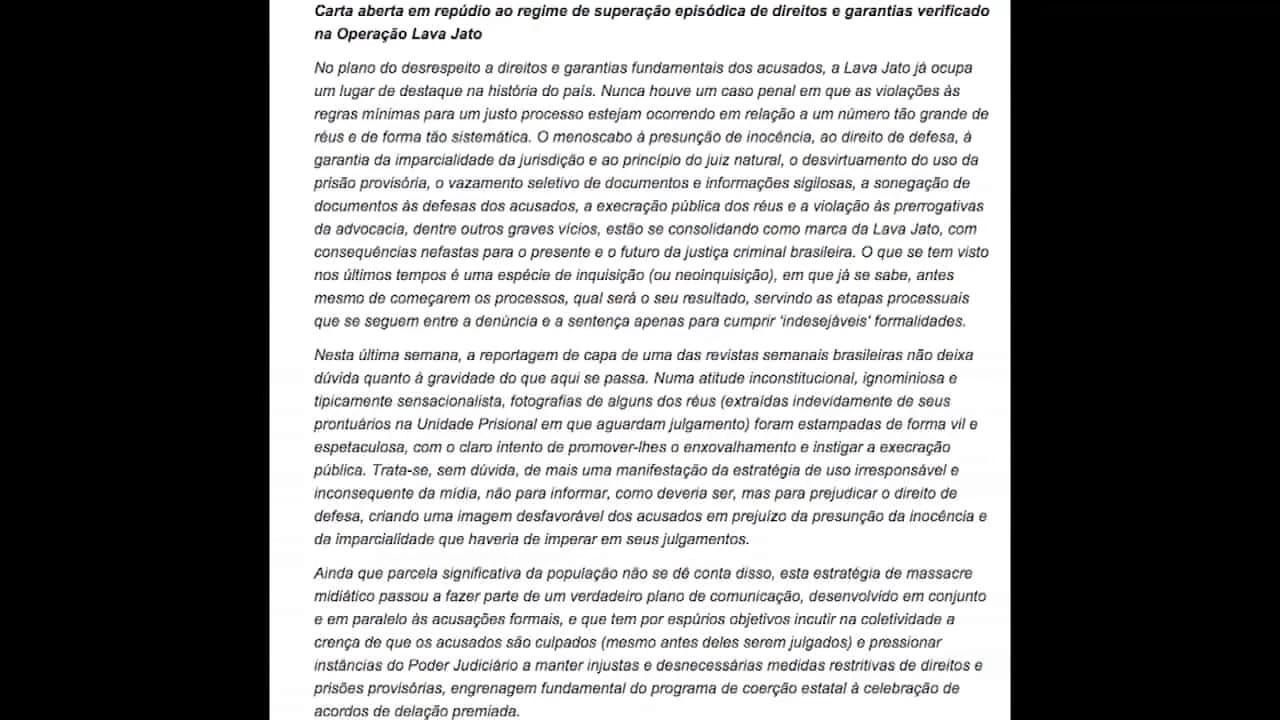 Carta aberta em repúdio ao regime de superação episódica de direitos e garantias verificado
na Operação Lava Jato
No plano do desrespeito a direitos e garantias fundamentais dos acusados, a Lava Jato já ocupa
um lugar de destaque na história do país. Nunca houve um caso penal em que as violações às
regras mínimas para um justo processo estejam ocorrendo em relação a um número tão grande de
réus e de forma tão sistemática. O menoscabo à presunção de inocência, ao direito de defesa, à
garantia da imparcialidade da jurisdição e ao princípio do juiz natural, o desvirtuamento do uso da
prisão provisória, o vazamento seletivo de documentos e informações sigilosas, a sonegação de
documentos às defesas dos acusados, a execração pública dos réus e a violação às prerrogativas
da advocacia, dentre outros graves vícios, estão se consolidando como marca da Lava Jato, com
consequências nefastas para o presente e o futuro da justiça criminal brasileira. O que se tem visto
nos últimos tempos é uma espécie de inquisição (ou neoinquisição), em que já se sabe, antes
mesmo de começarem os processos, qual será o seu resultado, servindo as etapas processuais
que se seguem entre a denúncia e a sentença apenas para cumprir 'indesejáveis' formalidades.
Nesta última semana, a reportagem de capa de uma das revistas semanais brasileiras não deixa
dúvida quanto à gravidade do que aqui se passa. Numa atitude inconstitucional, ignominiosa e
tipicamente sensacionalista, fotografias de alguns dos réus (extraídas indevidamente de seus
prontuários na Unidade Prisional em que aguardam julgamento) foram estampadas de forma vil e
espetaculosa, com o claro intento de promover-lhes o enxovalhamento e instigar a execração
pública. Trata-se, sem dúvida, de mais uma manifestação da estratégia de uso irresponsável e
inconsequente da mídia, não para informar, como deveria ser, mas para prejudicar o direito de
defesa, criando uma imagem desfavorável dos acusados em prejuízo da presunção da inocência e
da imparcialidade que haveria de imperar em seus julgamentos.
Ainda que parcela significativa da população não se dê conta disso, esta estratégia de massacre
midiático passou a fazer parte de um verdadeiro plano de comunicação, desenvolvido em conjunto
e em paralelo às acusações formais, e que tem por espúrios objetivos incutir na coletividade a
crença de que os acusados são culpados (mesmo antes deles serem julgados) e pressionar
instâncias do Poder Judiciário a manter injustas e desnecessárias medidas restritivas de direitos e
prisões provisórias, engrenagem fundamental do programa de coerção estatal à celebração de
acordos de delação premiada.